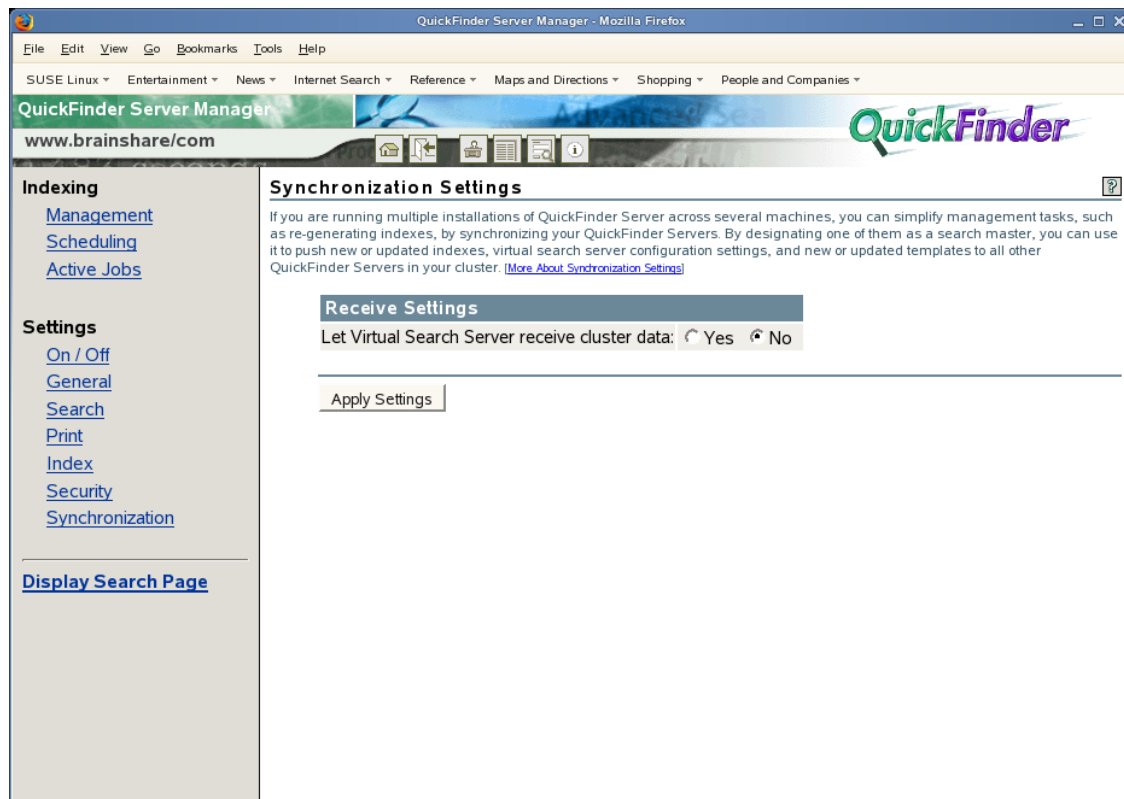 QuickFinder Server Manager - Mozilla Firefox
File Edit View Go Bookmarks Tools Help
SUSE Linux Entertainment News Internet Search Reference Maps and Directions Shopping People and Companies
QuickFinder Server Manager
www.brainshare/com
QuickFinder
Indexing
Management
Scheduling
Active Jobs
Settings
On / Off
General
Search
Print
Index
Security
Synchronization
Display Search Page
Synchronization Settings
?
If you are running multiple installations of QuickFinder Server across several machines, you can simplify management tasks, such
as re-generating indexes, by synchronizing your QuickFinder Servers. By designating one of them as a search master, you can use
it to push new or updated indexes, virtual search server configuration settings, and new or updated templates to all other
QuickFinder Servers in your cluster. [More About Synchronization Settings]
Receive Settings
Let Virtual Search Server receive cluster data: Yes No
Apply Settings